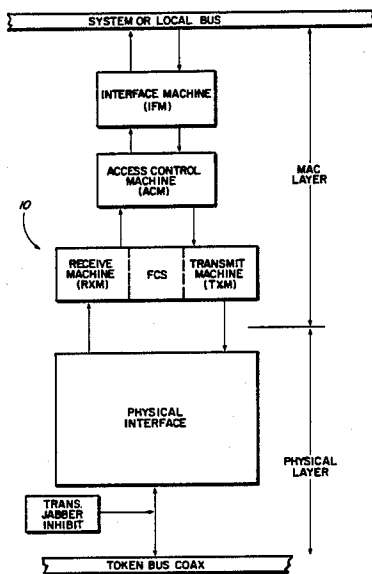 SYSTEM OR LOCAL BUS
INTERFACE MACHINE
(IFM)
ACCESS CONTROL
MACHINE
(ACM)
MAC
LAYER
10
RECEIVE
MACHINE
(RXM)
FCS
TRANSMIT
MACHINE
(TXM)
PHYSICAL
INTERFACE
PHYSICAL
LAYER
TRANS.
JABBER
INHIBIT
TOKEN BUS COAX